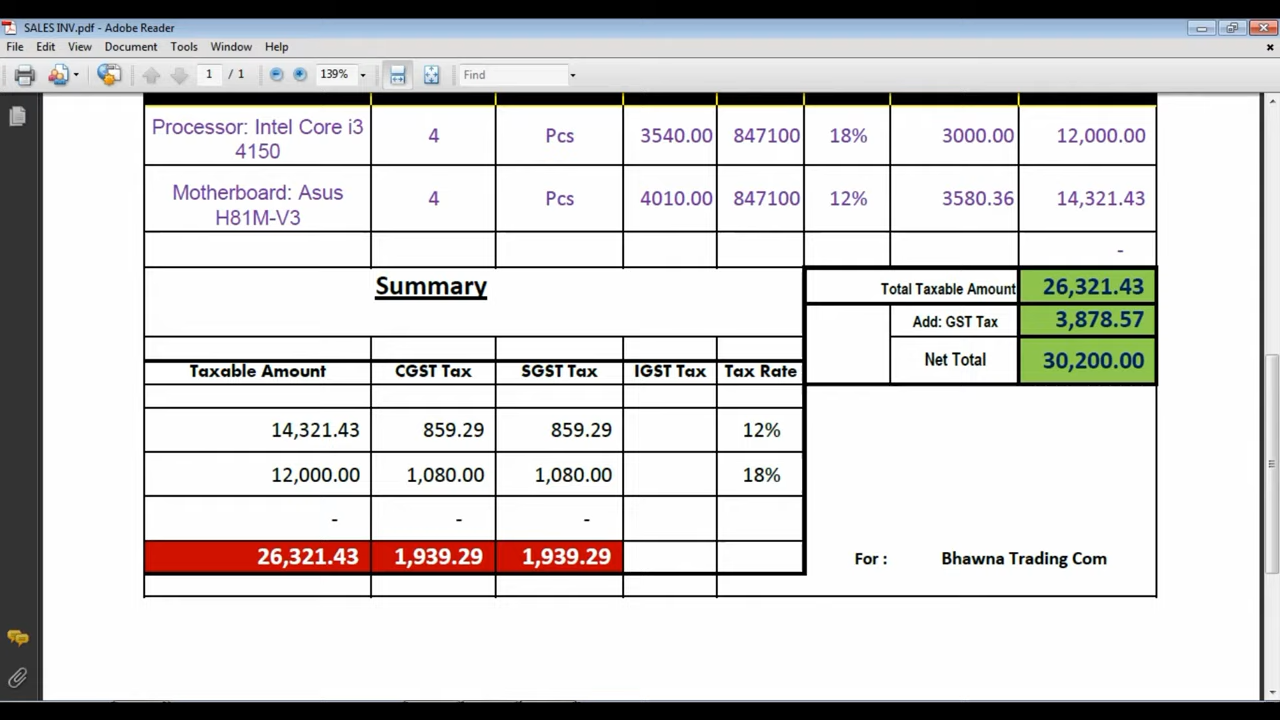 SALES INV.pdf - Adobe Reader
File Edit View Document Tools Window Help
1 / 1 139% Find
Processor: Intel Core i3
4150 4 Pcs 3540.00 847100 18% 3000.00 12,000.00
Motherboard: Asus
H81M-V3 4 Pcs 4010.00 847100 12% 3580.36 14,321.43
-
Summary
Total Taxable Amount 26,321.43
Add: GST Tax 3,878.57
Net Total 30,200.00
Taxable Amount CGST Tax SGST Tax IGST Tax Tax Rate
14,321.43 859.29 859.29 12%
12,000.00 1,080.00 1,080.00 18%
- - -
26,321.43 1,939.29 1,939.29
For : Bhawna Trading Com